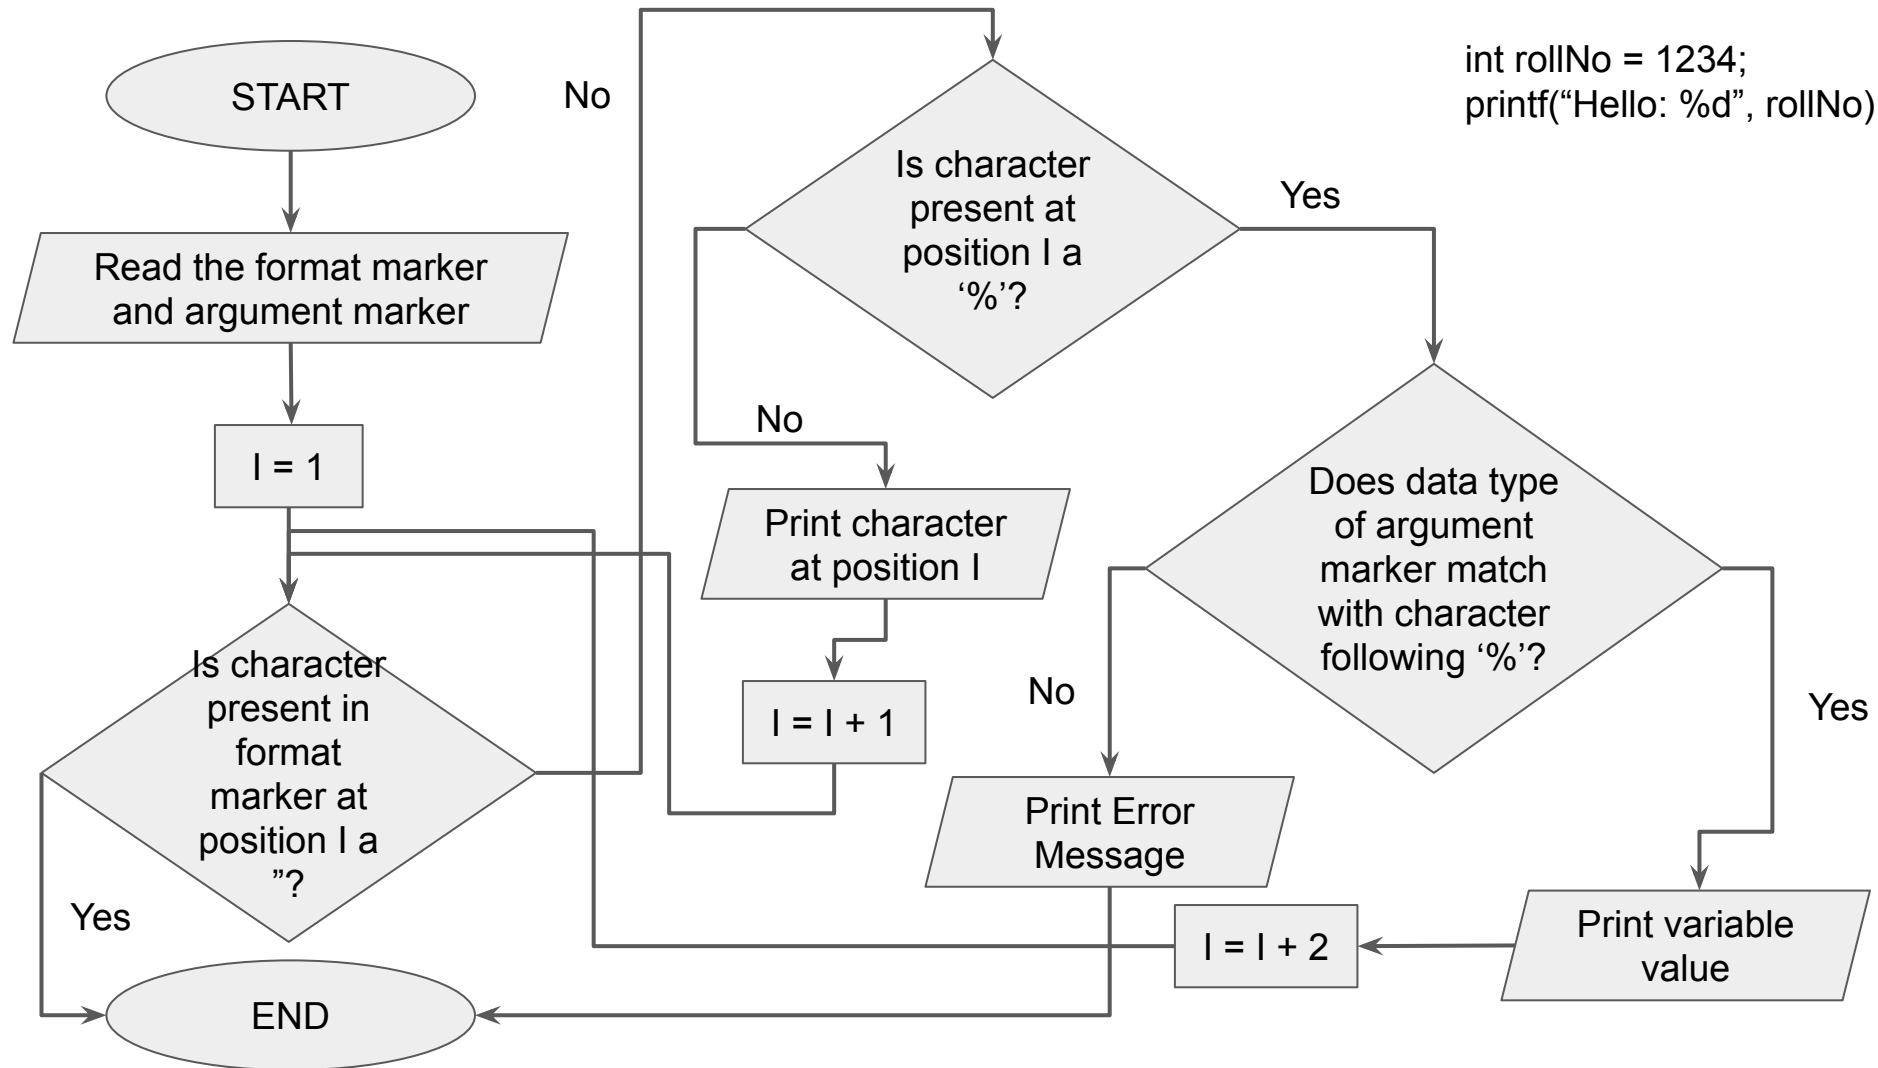 START
Read the format marker
and argument marker
I = 1
Is character
present in
format
marker at
position I a
”?
Yes
END
No
Is character
present at
position I a
‘%’?
No
Print character
at position I
I = I + 1
Yes
Does data type
of argument
marker match
with character
following ‘%’?
No
Print Error
Message
Yes
Print variable
value
I = I + 2
int rollNo = 1234;
printf(“Hello: %d”, rollNo)